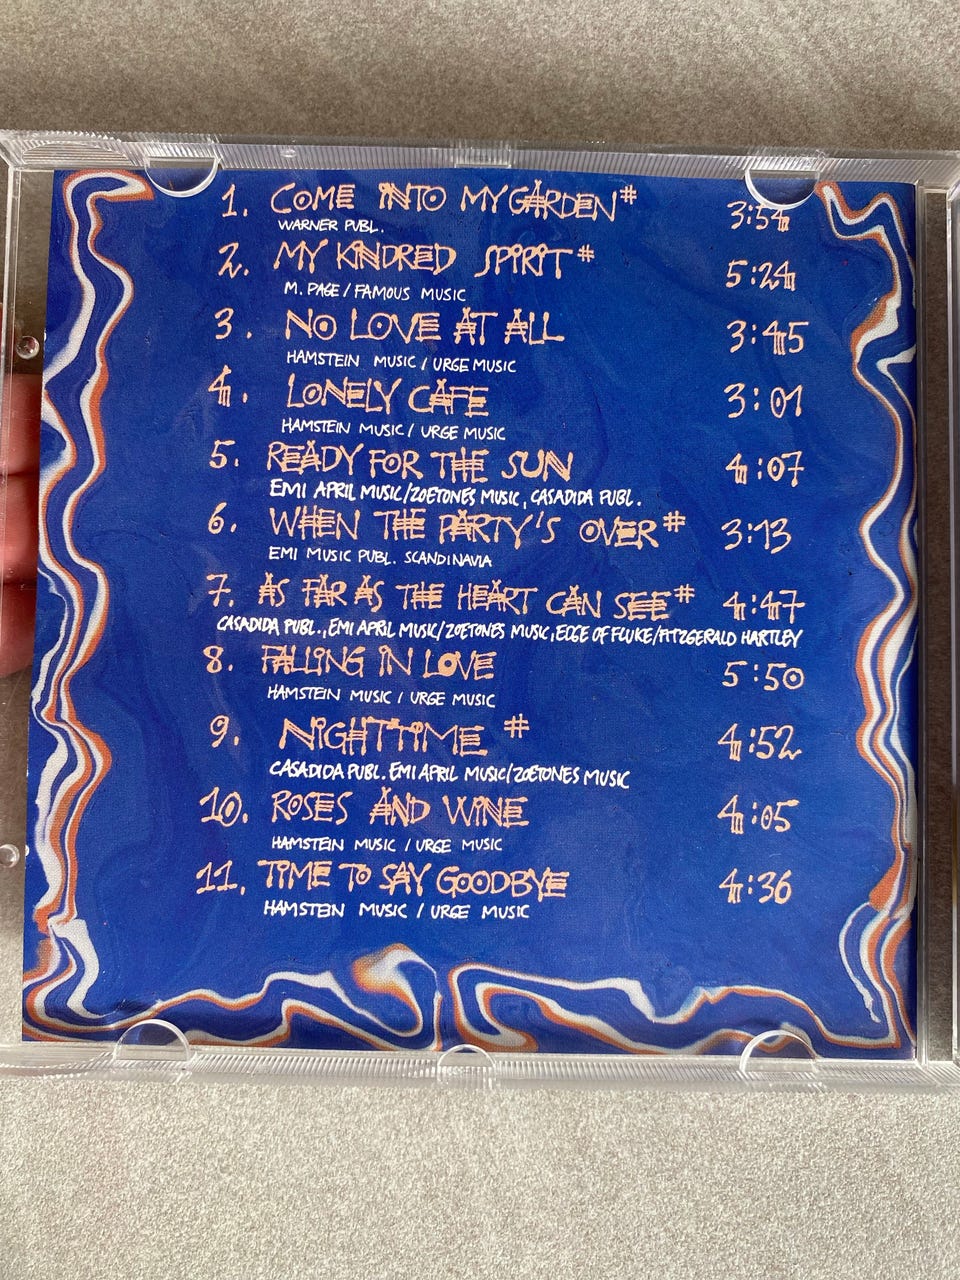 1. COME INTO MY GARDEN# 3:54
WARNER PUBL.
2. MY KINDRED SPIRIT# 5:24
M. PAGE / FAMOUS MUSIC
3. NO LOVE AT ALL 3:45
HAMSTEIN MUSIC / URGE MUSIC
4. LONELY CAFE 3:01
HAMSTEIN MUSIC / URGE MUSIC
5. READY FOR THE SUN 4:07
EMI APRIL MUSIC/ZOETONES MUSIC, CASADIDA PUBL.
6. WHEN THE PARTY'S OVER# 3:13
EMI MUSIC PUBL. SCANDINAVIA
7. AS FAR AS THE HEART CAN SEE# 4:47
CASADIDA PUBL., EMI APRIL MUSIC/ZOETONES MUSIC, EDGE OF FLUKE/FITZGERALD HARTLEY
8. FALLING IN LOVE 5:50
HAMSTEIN MUSIC / URGE MUSIC
9. NIGHTTIME # 4:52
CASADIDA PUBL. EMI APRIL MUSIC/ZOETONES MUSIC
10. ROSES AND WINE 4:05
HAMSTEIN MUSIC / URGE MUSIC
11. TIME TO SAY GOODBYE 4:36
HAMSTEIN MUSIC / URGE MUSIC